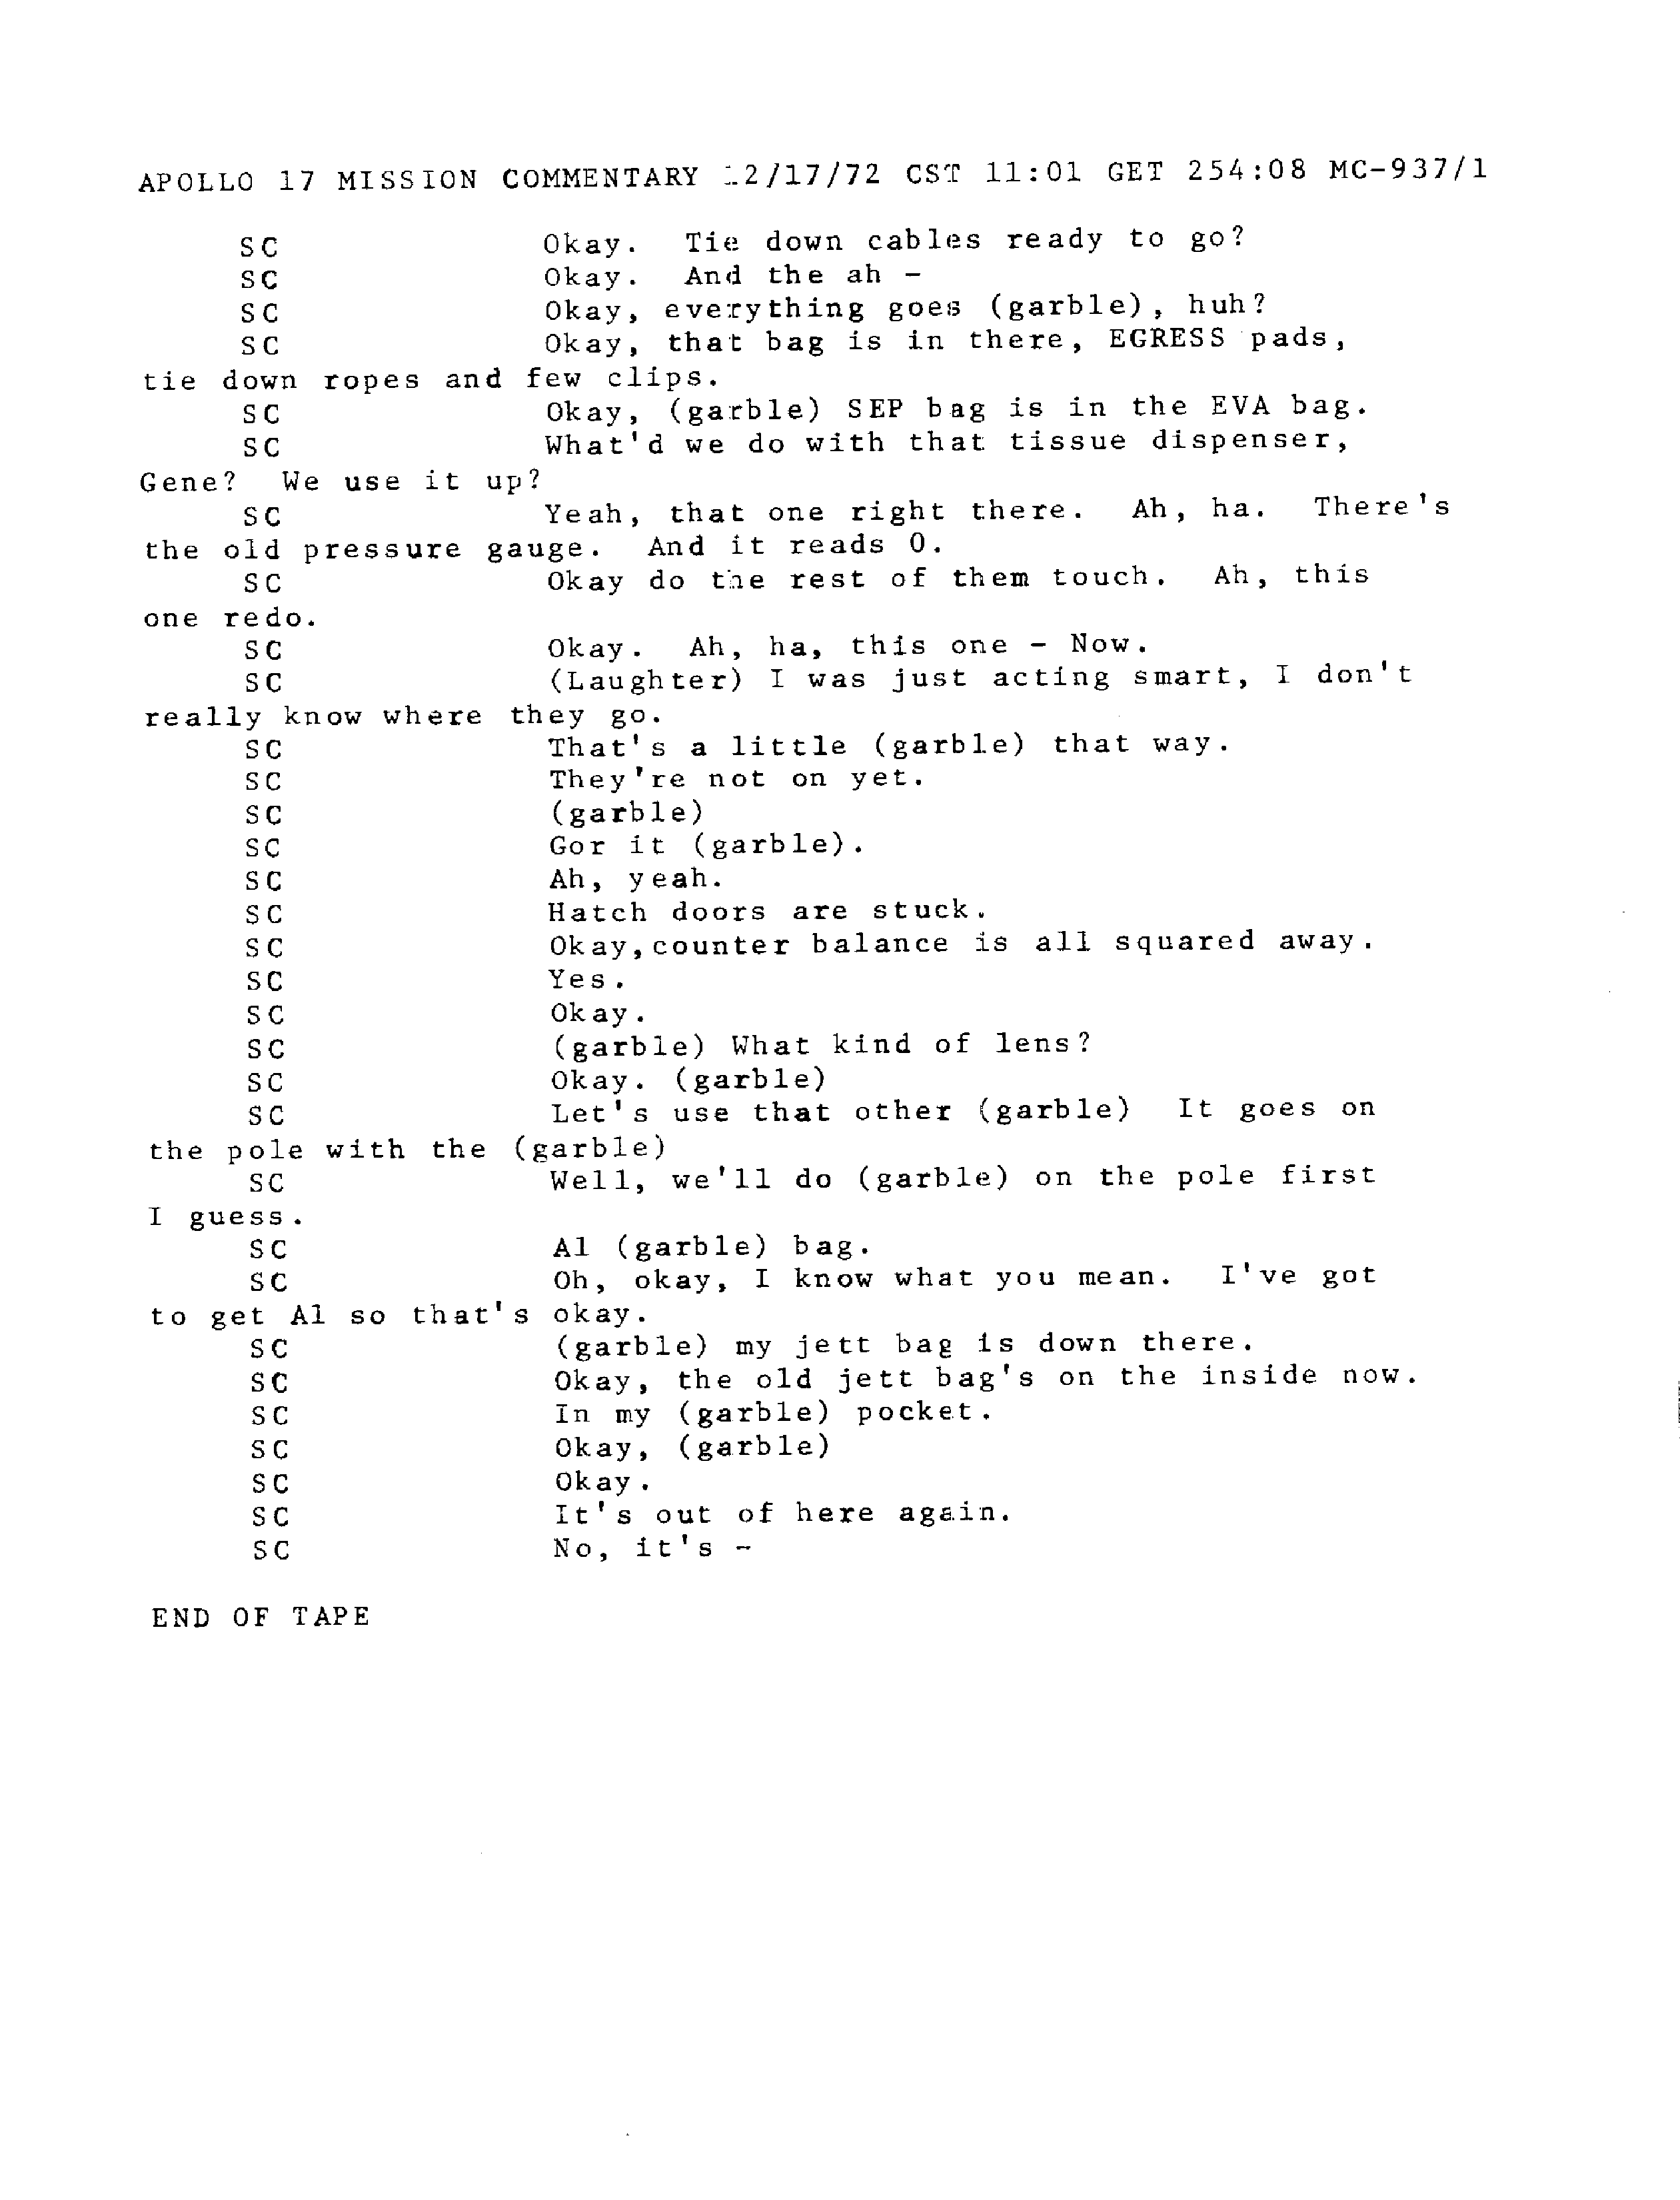 APOLLO 17 MISSION COMMENTARY 12/17/72 CST 11:01 GET 254:08 MC-937/1
SC Okay. Tie down cables ready to go?
SC Okay. And the ah -
SC Okay, everything goes (garble), huh?
SC Okay, that bag is in there, EGRESS pads,
tie down ropes and few clips.
SC Okay, (garble) SEP bag is in the EVA bag.
SC What'd we do with that tissue dispenser,
Gene? We use it up?
SC Yeah, that one right there. Ah, ha. There's
the old pressure gauge. And it reads 0.
SC Okay do the rest of them touch. Ah, this
one redo.
SC Okay. Ah, ha, this one - Now.
SC (Laughter) I was just acting smart, I don't
really know where they go.
SC That's a little (garble) that way.
SC They're not on yet.
SC (garble)
SC Gor it (garble).
SC Ah, yeah.
SC Hatch doors are stuck.
SC Okay,counter balance is all squared away.
SC Yes.
SC Okay.
SC (garble) What kind of lens?
SC Okay. (garble)
SC Let's use that other (garble) It goes on
the pole with the (garble)
SC Well, we'll do (garble) on the pole first
I guess.
SC Al (garble) bag.
SC Oh, okay, I know what you mean. I've got
to get Al so that's okay.
SC (garble) my jett bag is down there.
SC Okay, the old jett bag's on the inside now.
SC In my (garble) pocket.
SC Okay, (garble)
SC Okay.
SC It's out of here again.
SC No, it's -
END OF TAPE